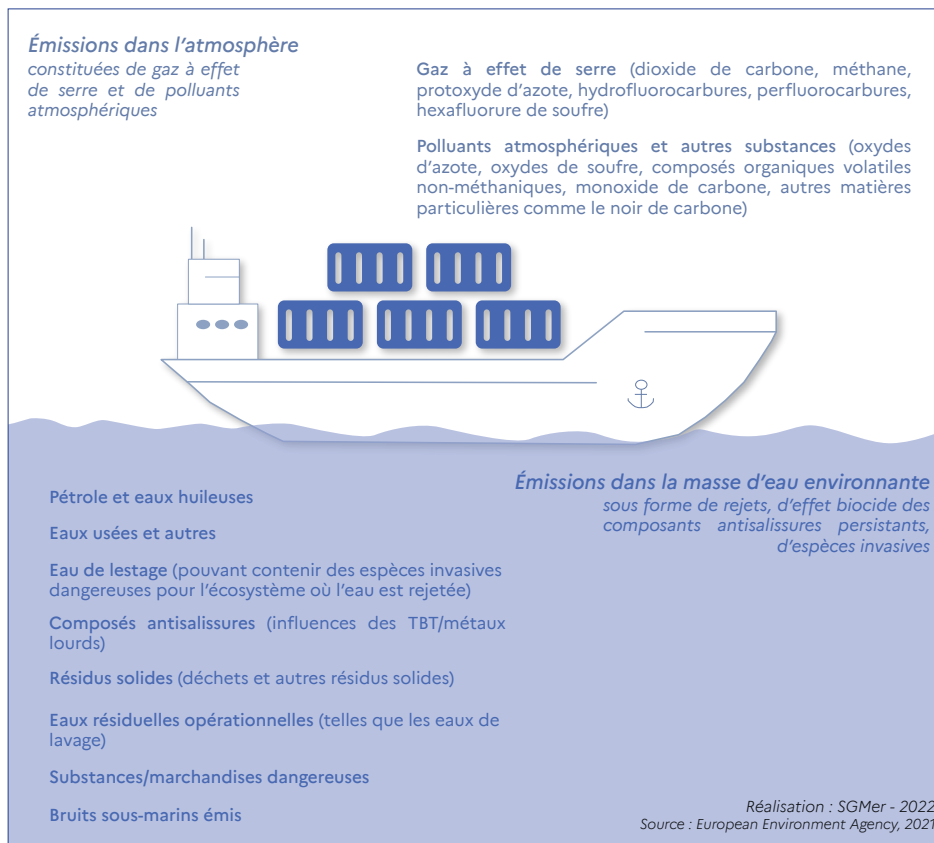 Émissions dans l'atmosphère
constituées de gaz à effet
de serre et de polluants
atmosphériques
Gaz à effet de serre (dioxide de carbone, méthane,
protoxyde d'azote, hydrofluorocarbures, perfluorocarbures,
hexafluorure de soufre)
Polluants atmosphériques et autres substances (oxydes
d'azote, oxydes de soufre, composés organiques volatiles
non-méthaniques, monoxide de carbone, autres matières
particulières comme le noir de carbone)
Émissions dans la masse d'eau environnante
sous forme de rejets, d'effet biocide des
composants antisalissures persistants,
d'espèces invasives
Pétrole et eaux huileuses
Eaux usées et autres
Eau de lestage (pouvant contenir des espèces invasives
dangereuses pour l'écosystème où l'eau est rejetée)
Composés antisalissures (influences des TBT/métaux
lourds)
Résidus solides (déchets et autres résidus solides)
Eaux résiduelles opérationnelles (telles que les eaux de
lavage)
Substances/marchandises dangereuses
Bruits sous-marins émis
Réalisation : SGMer - 2022
Source : European Environment Agency, 2021